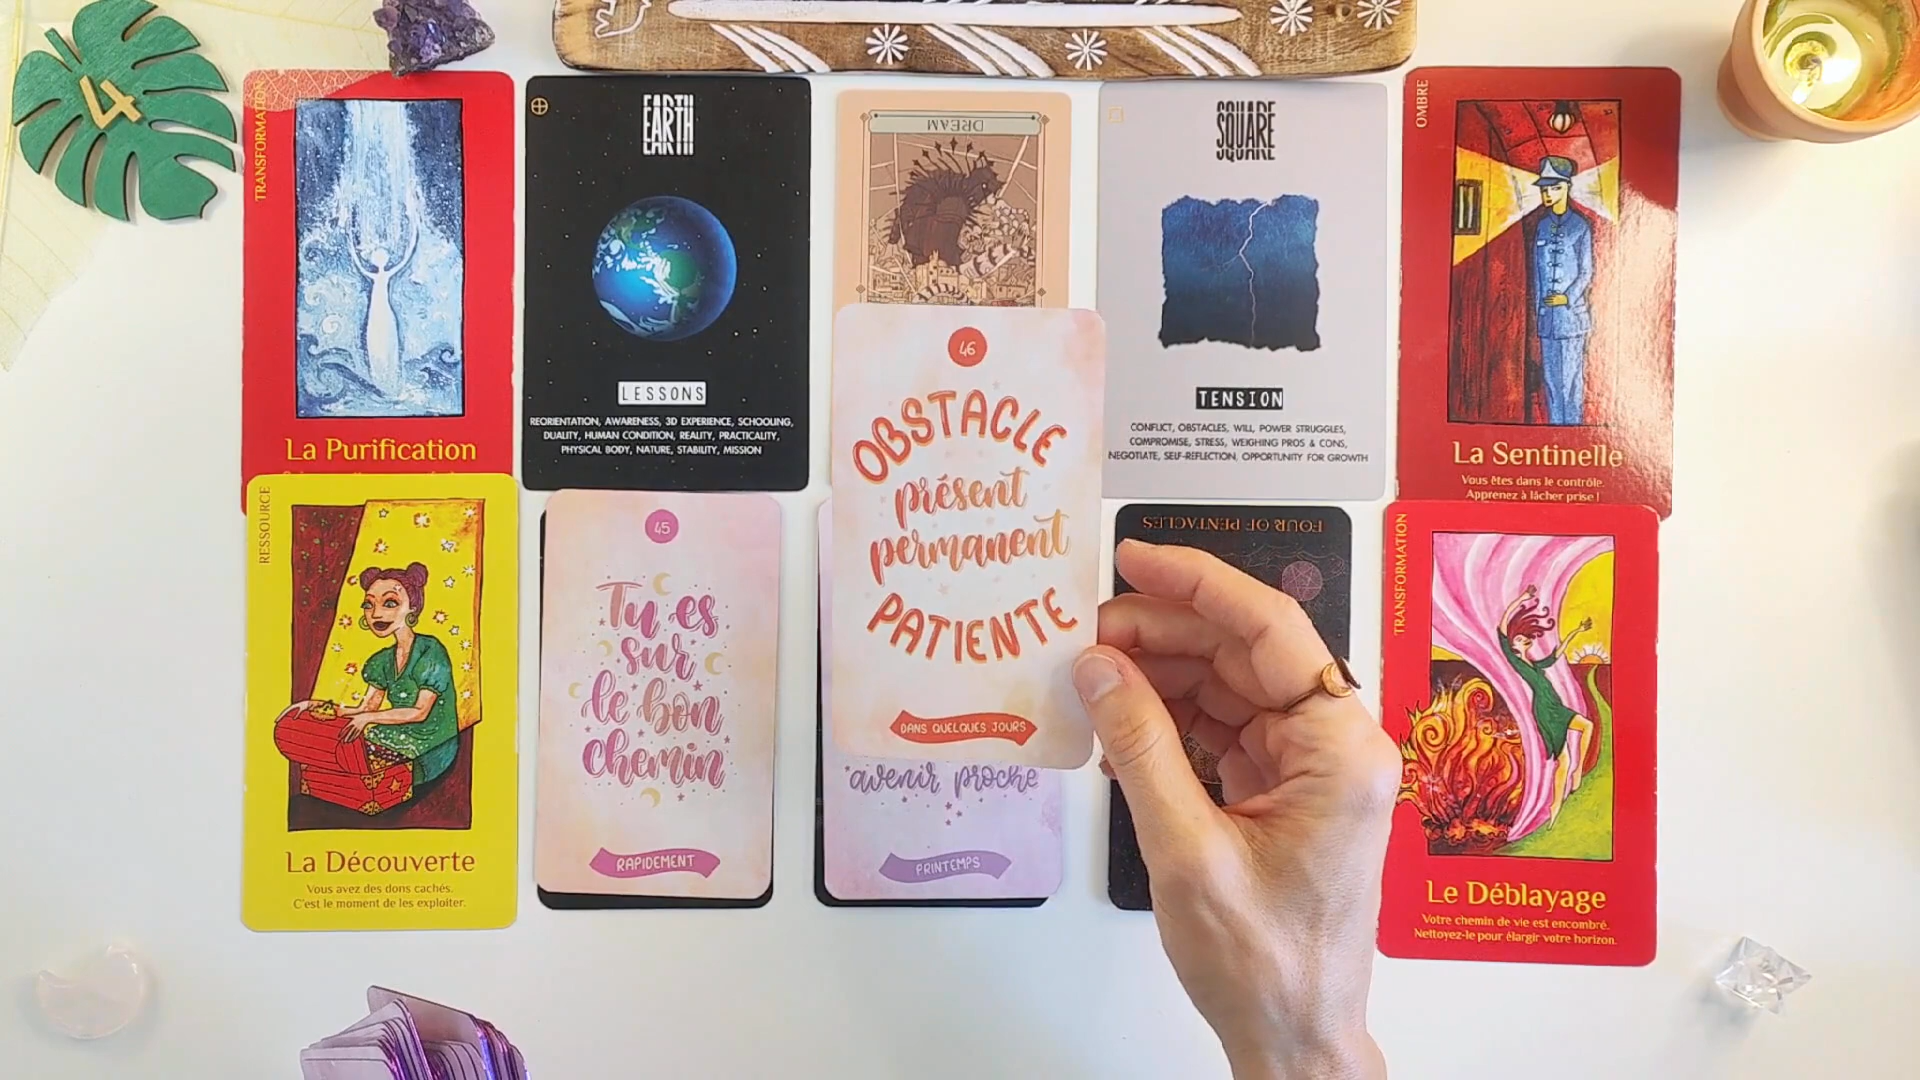 4
TRANSFORMATION
La Purification
EARTH
LESSONS
REORIENTATION, AWARENESS, 3D EXPERIENCE, SCHOOLING,
DUALITY, HUMAN CONDITION, REALITY, PRACTICALITY,
PHYSICAL BODY, NATURE, STABILITY, MISSION
DREAM
SQUARE
TENSION
CONFLICT, OBSTACLES, WILL, POWER STRUGGLES,
COMPROMISE, STRESS, WEIGHING PROS & CONS,
NEGOTIATE, SELF-REFLECTION, OPPORTUNITY FOR GROWTH
OMBRE
La Sentinelle
Vous êtes dans le contrôle.
Apprenez à lâcher prise !
RESSOURCE
La Découverte
Vous avez des dons cachés.
C'est le moment de les exploiter.
45
Tu es
sur
le bon
chemin
RAPIDEMENT
46
OBSTACLE
présent
permanent
PATIENTE
DANS QUELQUES JOURS
avenir proche
PRINTEMPS
FOUR OF PENTACLES
TRANSFORMATION
Le Déblayage
Votre chemin de vie est encombré.
Nettoyez-le pour élargir votre horizon.